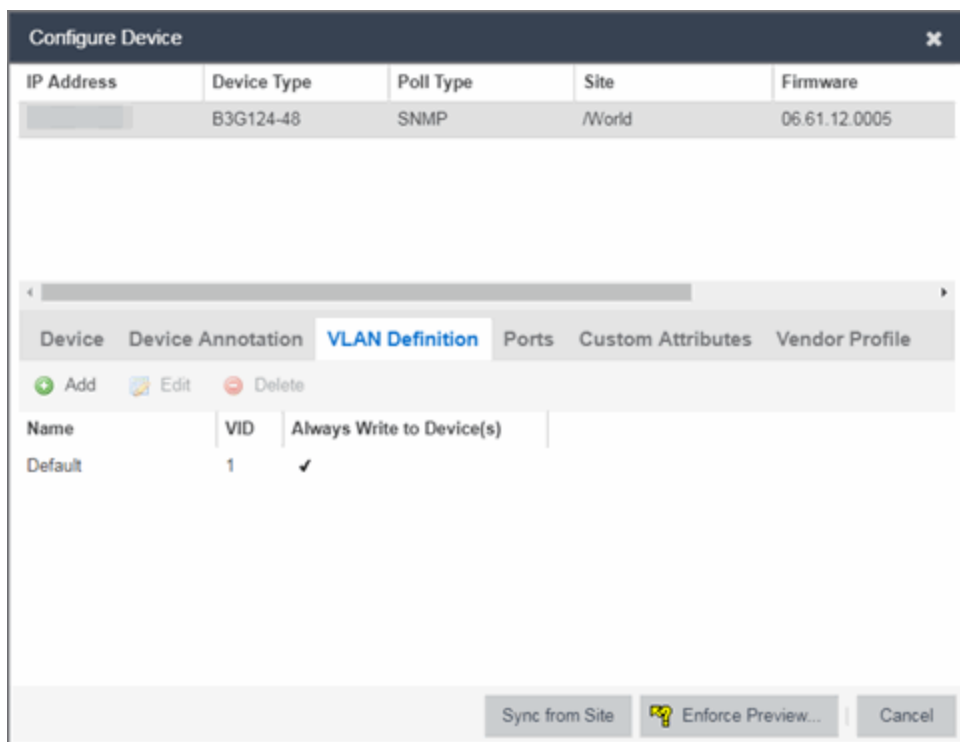 Configure Device
IP Address Device Type Poll Type Site Firmware
B3G124-48 SNMP /World 06.61.12.0005
Device Device Annotation VLAN Definition Ports Custom Attributes Vendor Profile
Add Edit Delete
Name VID Always Write to Device(s)
Default 1 ✔
Sync from Site Enforce Preview... Cancel